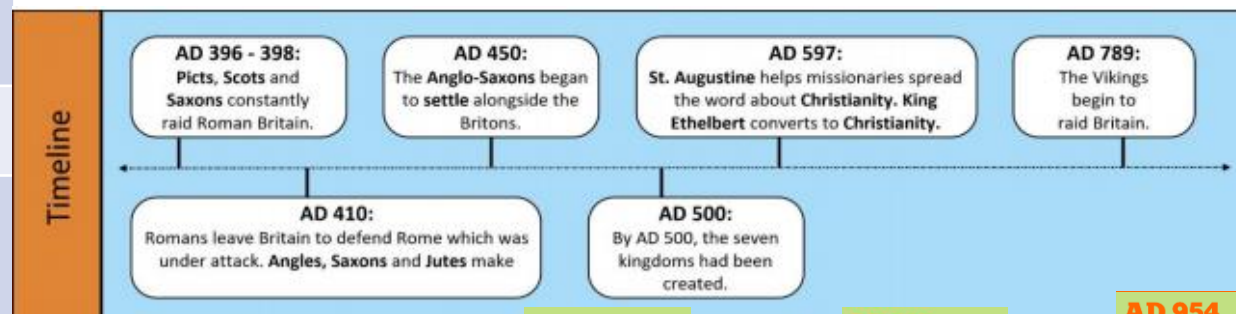 Timeline
AD 396 - 398:
Picts, Scots and
Saxons constantly
raid Roman Britain.
AD 410:
Romans leave Britain to defend Rome which was
under attack. Angles, Saxons and Jutes make
AD 450:
The Anglo-Saxons began
to settle alongside the
Britons.
AD 500:
By AD 500, the seven
kingdoms had been
created.
AD 597:
St. Augustine helps missionaries spread
the word about Christianity. King
Ethelbert converts to Christianity.
AD 789:
The Vikings
begin to
raid Britain.
AD 954